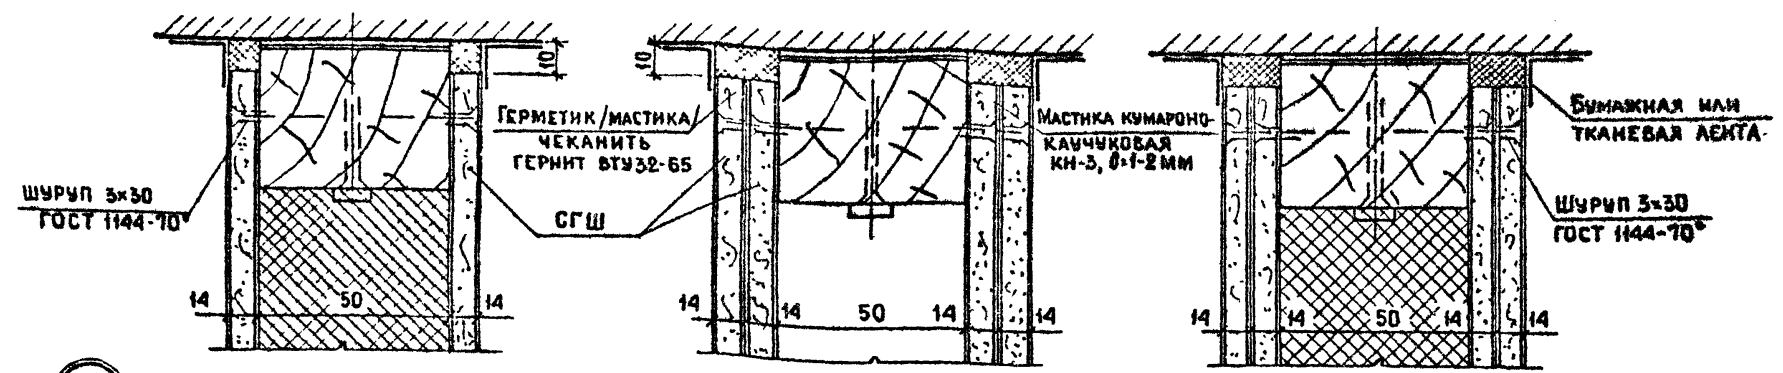 10
10
ГЕРМЕТИК/МАСТИКА/
ЧЕКАНИТЬ
ГЕРНИТ ВТУ32-65
МАСТИКА КУМАРОНО-
КАУЧУКОВАЯ
КН-3, δ=1-2ММ
БУМАЖНАЯ ИЛИ
ТКАНЕВАЯ ЛЕНТА
ШУРУП 3×30
ГОСТ 1144-70*
СГШ
ШУРУП 3×30
ГОСТ 1144-70*
14 50 14
14 14 50 14 14
14 14 50 14 14